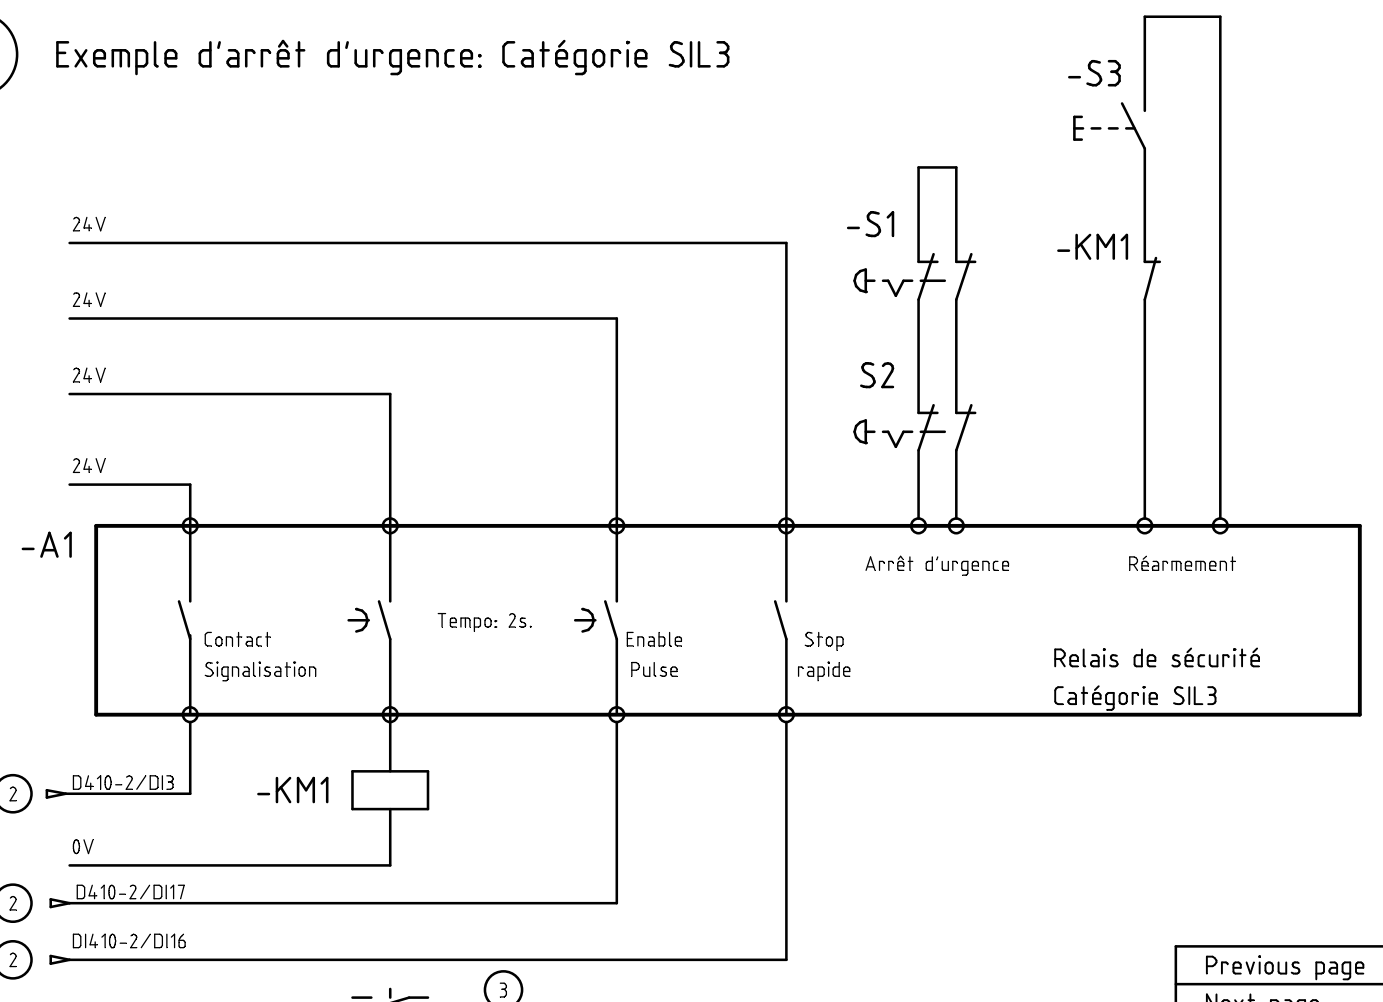 Exemple d'arrêt d'urgence: Catégorie SIL3
-S3
E
24V
-S1
-KM1
24V
24V
S2
24V
-A1
Arrêt d'urgence
Réarmement
Tempo: 2s.
Contact
Signalisation
Enable
Pulse
Stop
rapide
Relais de sécurité
Catégorie SIL3
2
D410-2/DI3
-KM1
0V
2
D410-2/DI17
2
DI410-2/DI16
3
Previous page
Next page